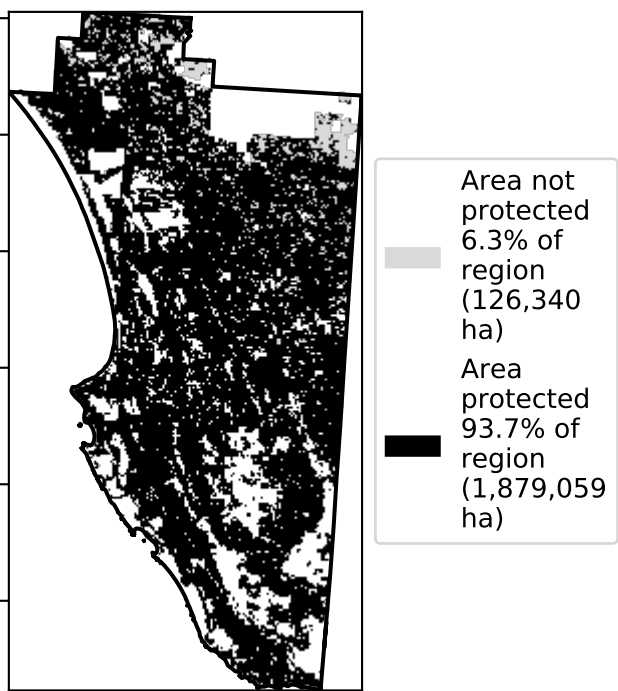 Area not
protected
6.3% of
region
(126,340
ha)
Area
protected
93.7% of
region
(1,879,059
ha)